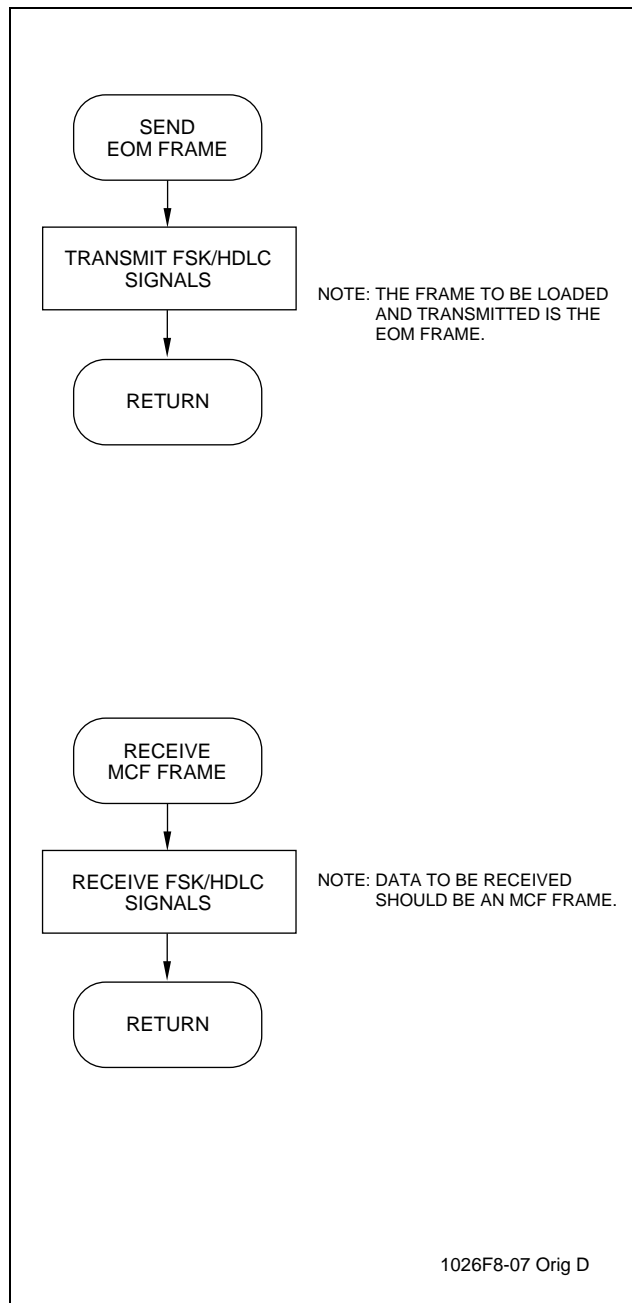 SEND
EOM FRAME
TRANSMIT FSK/HDLC
SIGNALS
NOTE: THE FRAME TO BE LOADED
AND TRANSMITTED IS THE
EOM FRAME.
RETURN
RECEIVE
MCF FRAME
RECEIVE FSK/HDLC
SIGNALS
NOTE: DATA TO BE RECEIVED
SHOULD BE AN MCF FRAME.
RETURN
1026F8-07 Orig D